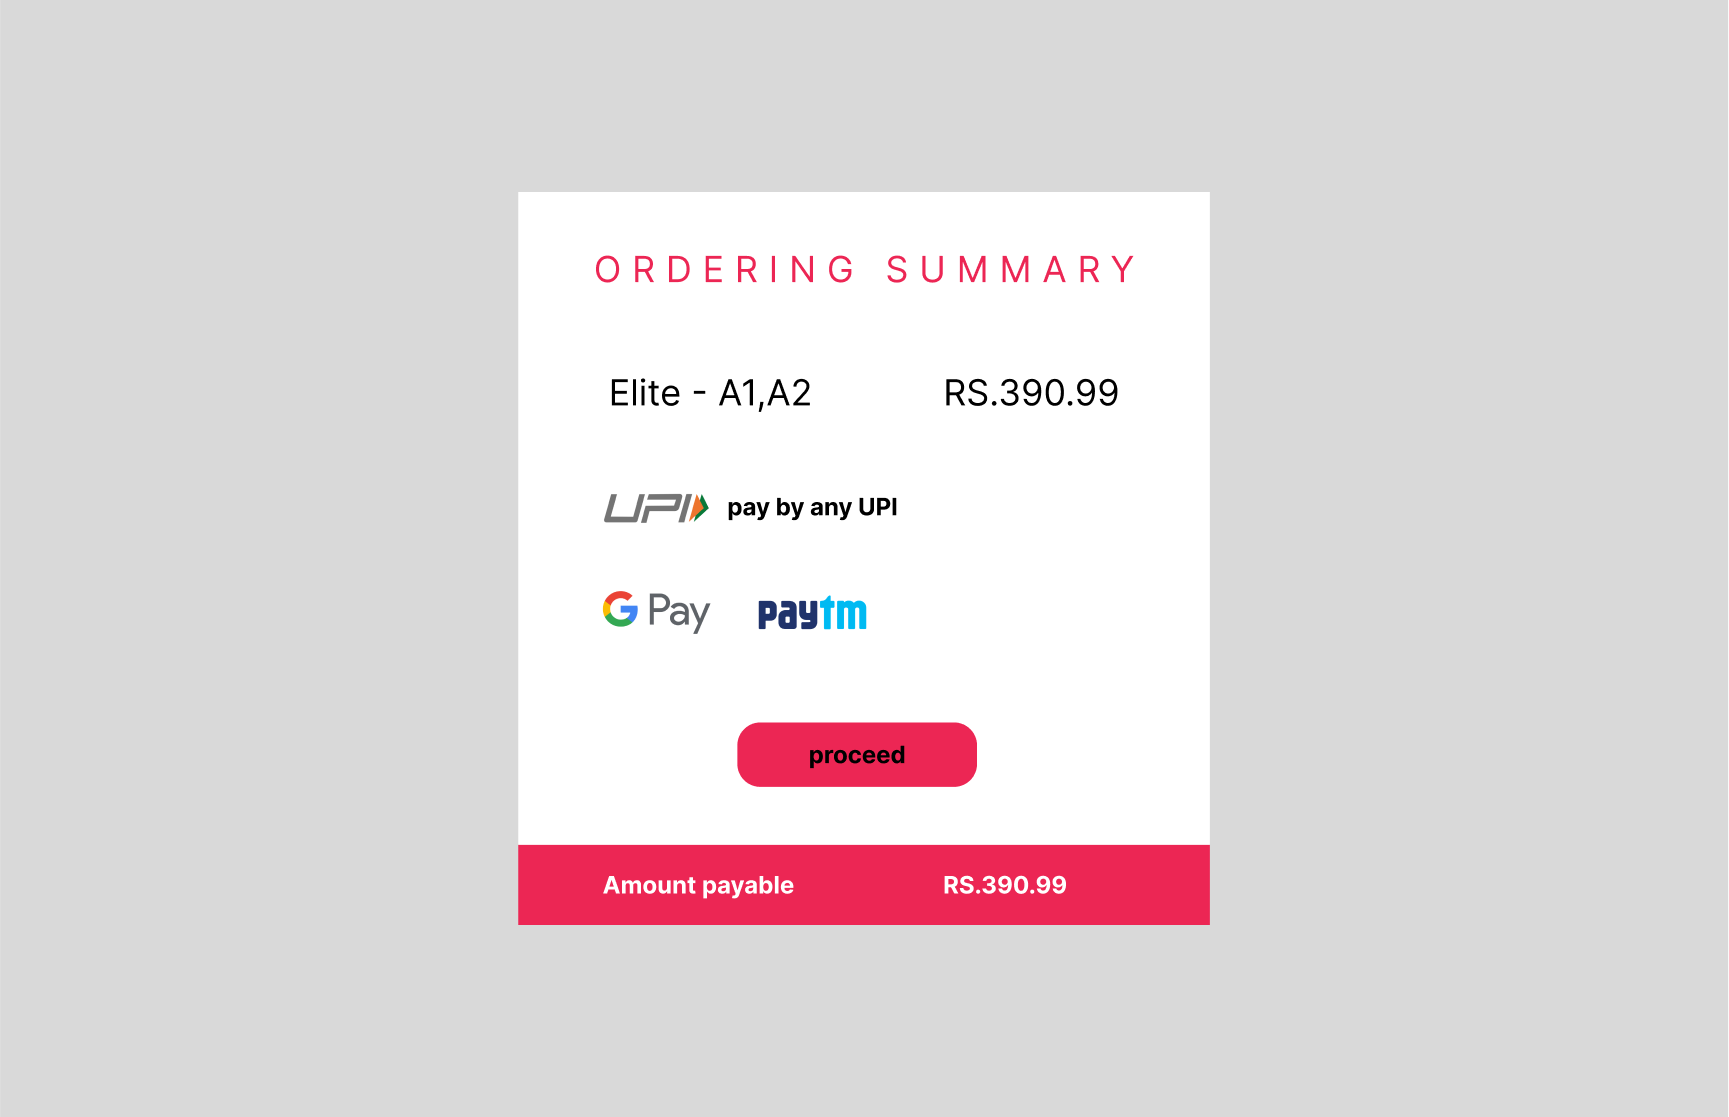 ORDERING SUMMARY
Elite - A1,A2 RS.390.99
UPI pay by any UPI
G Pay paytm
proceed
Amount payable RS.390.99